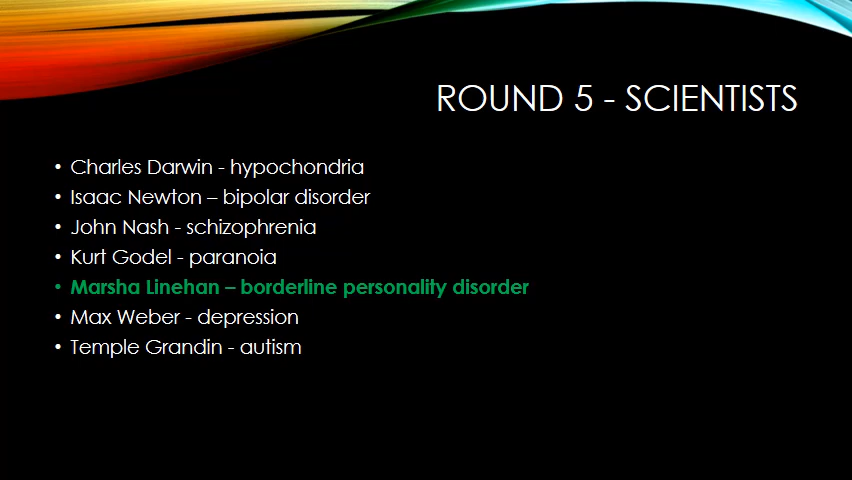 ROUND 5 - SCIENTISTS
• Charles Darwin - hypochondria
• Isaac Newton – bipolar disorder
• John Nash - schizophrenia
• Kurt Godel - paranoia
• Marsha Linehan – borderline personality disorder
• Max Weber - depression
• Temple Grandin - autism